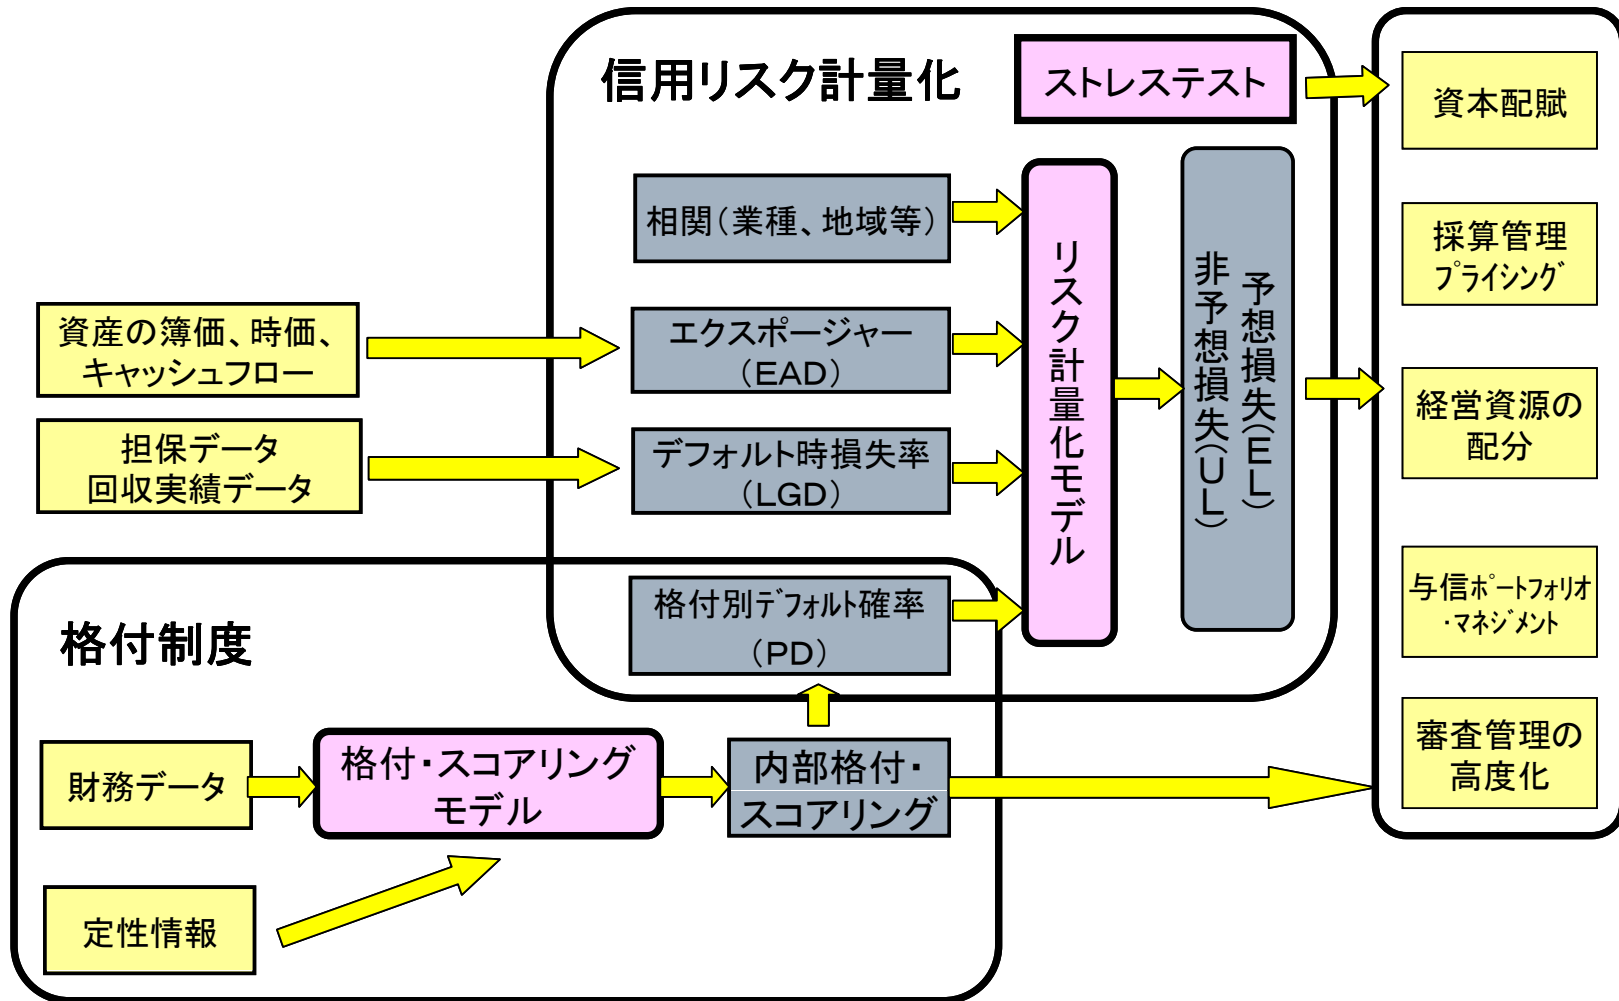 信用リスク計量化
ストレステスト
相関（業種、地域等）
資産の簿価、時価、
キャッシュフロー
エクスポージャー
（EAD）
担保データ
回収実績データ
デフォルト時損失率
（LGD）
格付別ﾃﾞﾌｫﾙﾄ確率
（PD）
リスク計量化モデル
予想損失（ＥＬ）
非予想損失（ＵＬ）
格付制度
財務データ
定性情報
格付・スコアリング
モデル
内部格付・
スコアリング
資本配賦
採算管理
ﾌﾟﾗｲｼﾝｸﾞ
経営資源の
配分
与信ﾎﾟｰﾄﾌｫﾘｵ
・ﾏﾈｼﾞﾒﾝﾄ
審査管理の
高度化